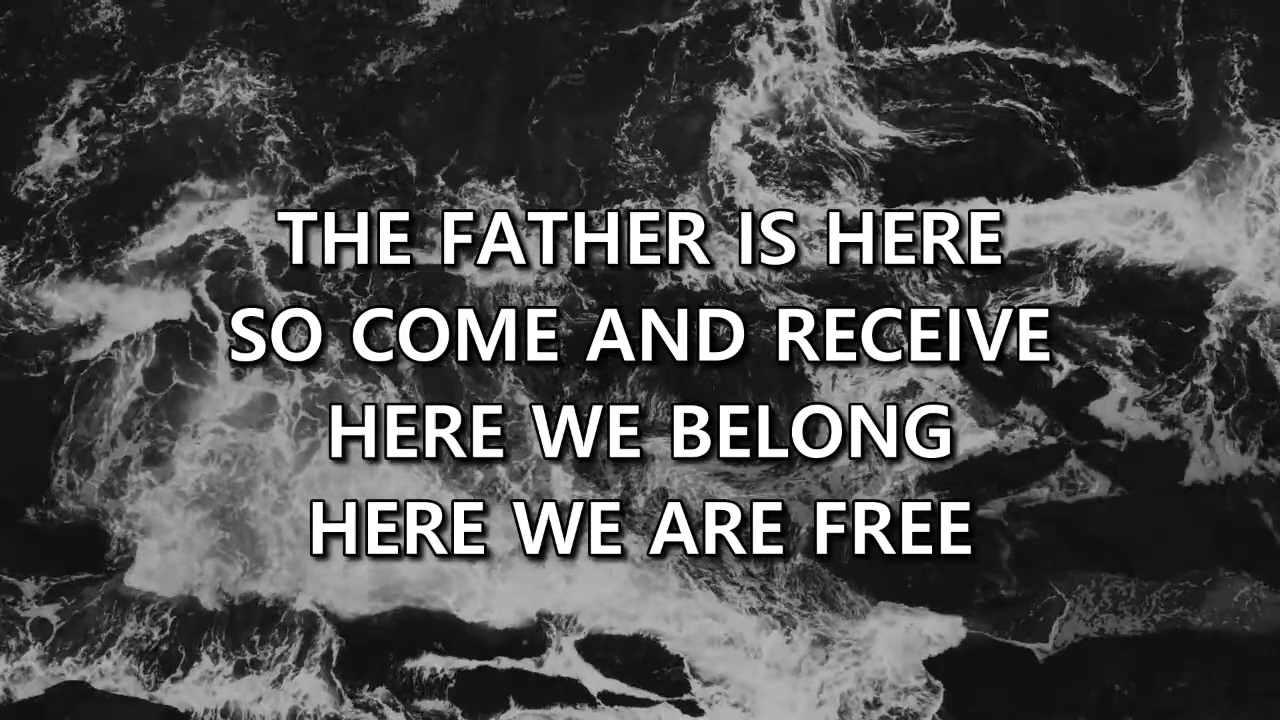 THE FATHER IS HERE
SO COME AND RECEIVE
HERE WE BELONG
HERE WE ARE FREE